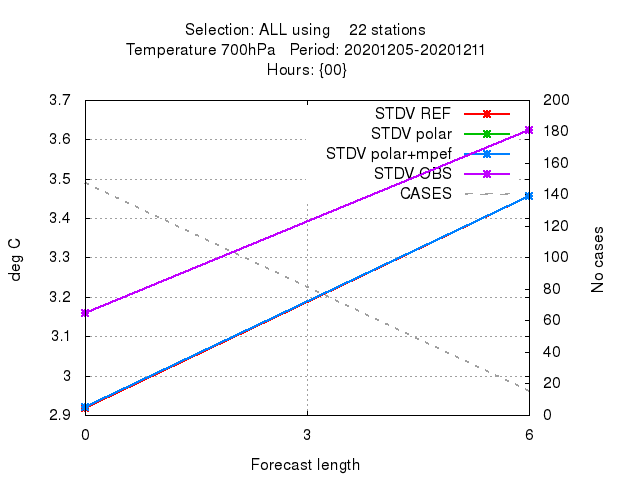 Selection: ALL using 22 stations
Temperature 700hPa Period: 20201205-20201211
Hours: {00}
3.7
3.6
3.5
3.4
3.3
3.2
3.1
3
2.9
deg C
STDV REF
STDV polar
STDV polar+mpef
STDV OBS
CASES
200
180
160
140
120
100
80
60
40
20
0
No cases
0 3 6
Forecast length